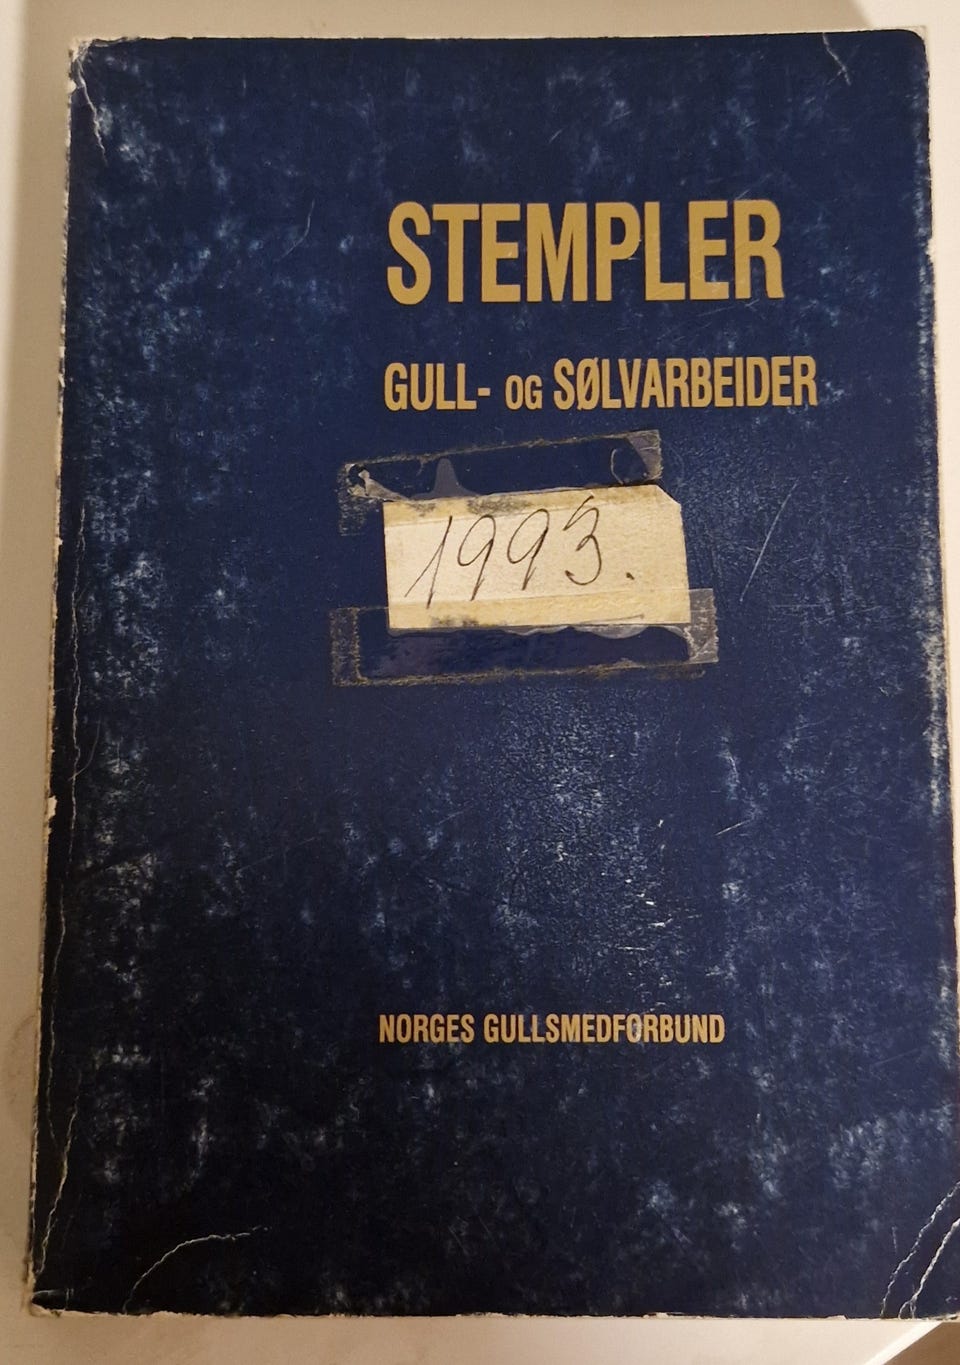 STEMPLER
GULL- OG SØLVARBEIDER
1993.
NORGES GULLSMEDFORBUND